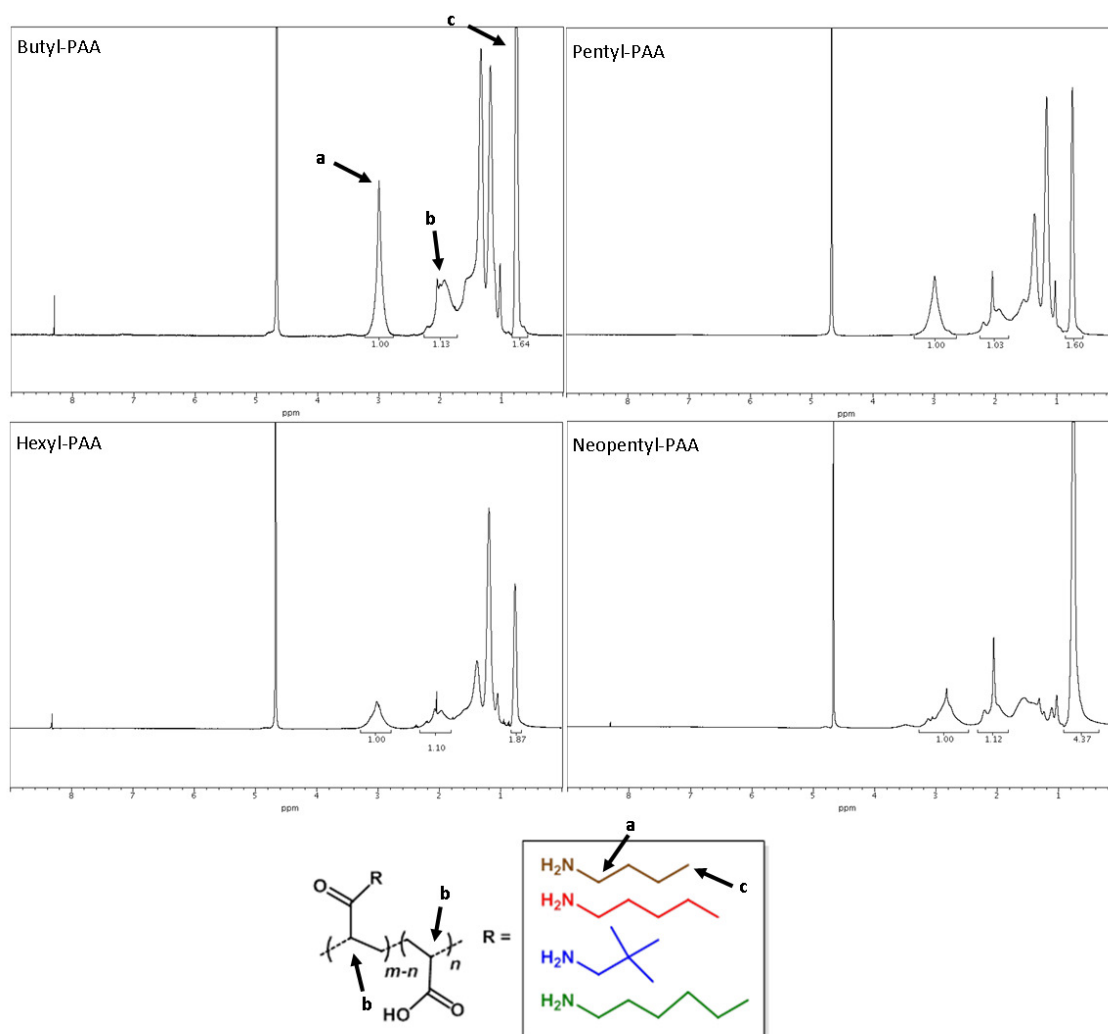 c
Butyl-PAA
a
b
1.00
1.13
1.64
8 7 6 5 4 3 2 1
ppm
Pentyl-PAA
1.00
1.03
1.60
8 7 6 5 4 3 2 1
ppm
Hexyl-PAA
1.00
1.10
1.87
8 7 6 5 4 3 2 1
ppm
Neopentyl-PAA
1.00
1.12
4.37
8 7 6 5 4 3 2 1
ppm
O
R
b
m-n
n
b
HO
O
R =
a
H₂N
c
H₂N
H₂N
H₂N